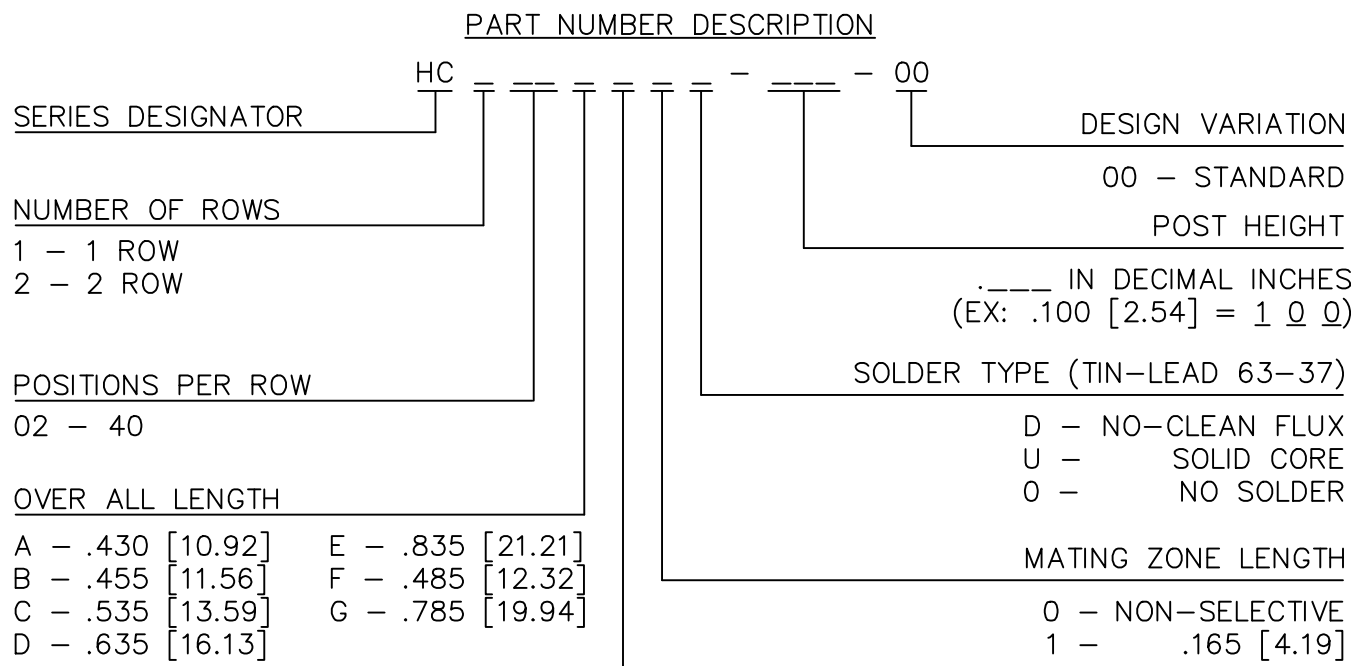 PART NUMBER DESCRIPTION
HC _ __ _ _ _ _ - ___ - 00
SERIES DESIGNATOR
NUMBER OF ROWS
1 - 1 ROW
2 - 2 ROW
POSITIONS PER ROW
02 - 40
OVER ALL LENGTH
A - .430 [10.92] E - .835 [21.21]
B - .455 [11.56] F - .485 [12.32]
C - .535 [13.59] G - .785 [19.94]
D - .635 [16.13]
DESIGN VARIATION
00 - STANDARD
POST HEIGHT
.___ IN DECIMAL INCHES
(EX: .100 [2.54] = 1 0 0)
SOLDER TYPE (TIN-LEAD 63-37)
D - NO-CLEAN FLUX
U - SOLID CORE
0 - NO SOLDER
MATING ZONE LENGTH
0 - NON-SELECTIVE
1 - .165 [4.19]